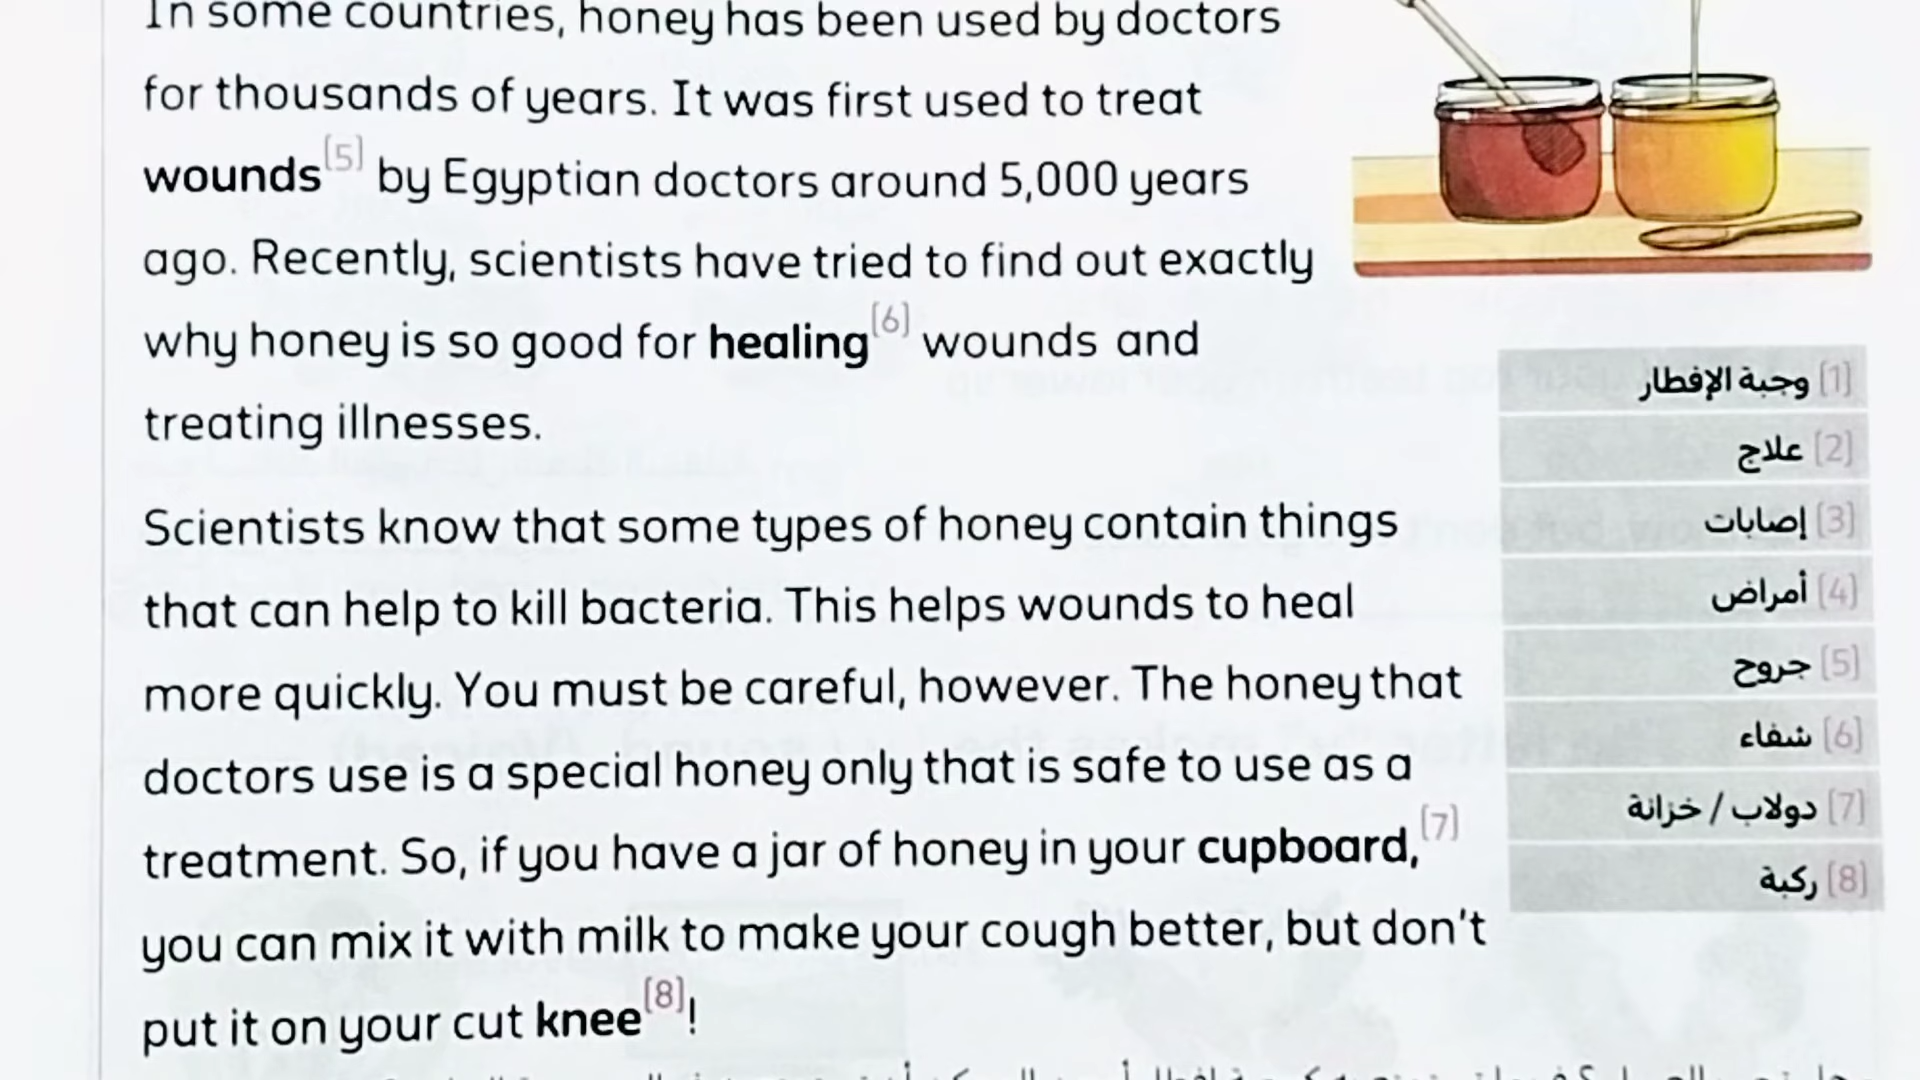 In some countries, honey has been used by doctors
for thousands of years. It was first used to treat
wounds[5] by Egyptian doctors around 5,000 years
ago. Recently, scientists have tried to find out exactly
why honey is so good for healing[6] wounds and
treating illnesses.
Scientists know that some types of honey contain things
that can help to kill bacteria. This helps wounds to heal
more quickly. You must be careful, however. The honey that
doctors use is a special honey only that is safe to use as a
treatment. So, if you have a jar of honey in your cupboard,[7]
you can mix it with milk to make your cough better, but don't
put it on your cut knee[8]!
[1] وجبة الإفطار
[2] علاج
[3] إصابات
[4] أمراض
[5] جروح
[6] شفاء
[7] دولاب / خزانة
[8] ركبة